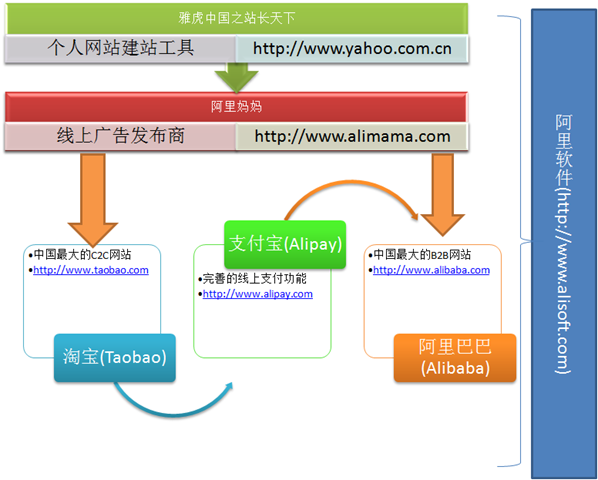 雅虎中国之站长天下
个人网站建站工具
http://www.yahoo.com.cn
阿里妈妈
线上广告发布商
http://www.alimama.com
•中国最大的C2C网站
•http://www.taobao.com
淘宝(Taobao)
支付宝(Alipay)
•完善的线上支付功能
•http://www.alipay.com
•中国最大的B2B网站
•http://www.alibaba.com
阿里巴巴
(Alibaba)
阿里软件(http://www.alisoft.com)